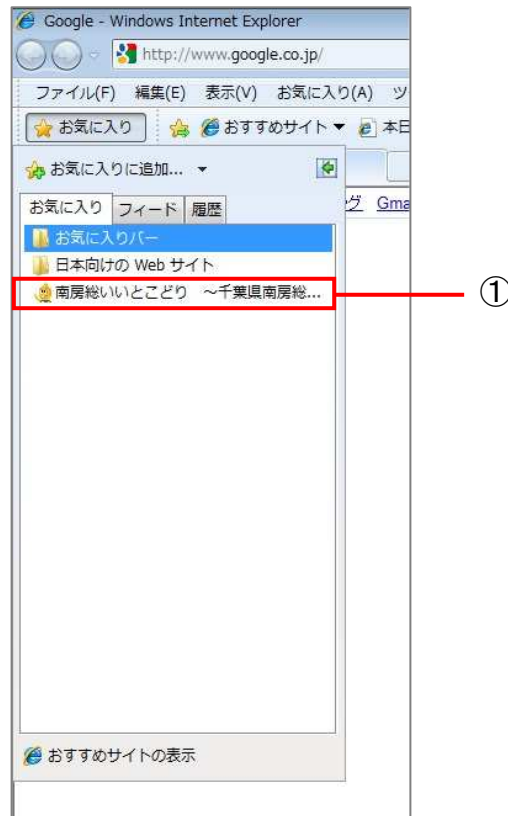 Google - Windows Internet Explorer
http://www.google.co.jp/
ファイル(F) 編集(E) 表示(V) お気に入り(A) ツ
お気に入り おすすめサイト ▼ 本日
お気に入りに追加... ▼
お気に入り フィード 履歴
グ Gma
お気に入りバー
日本向けの Web サイト
南房総いいとこどり ~千葉県南房総...
①
おすすめサイトの表示